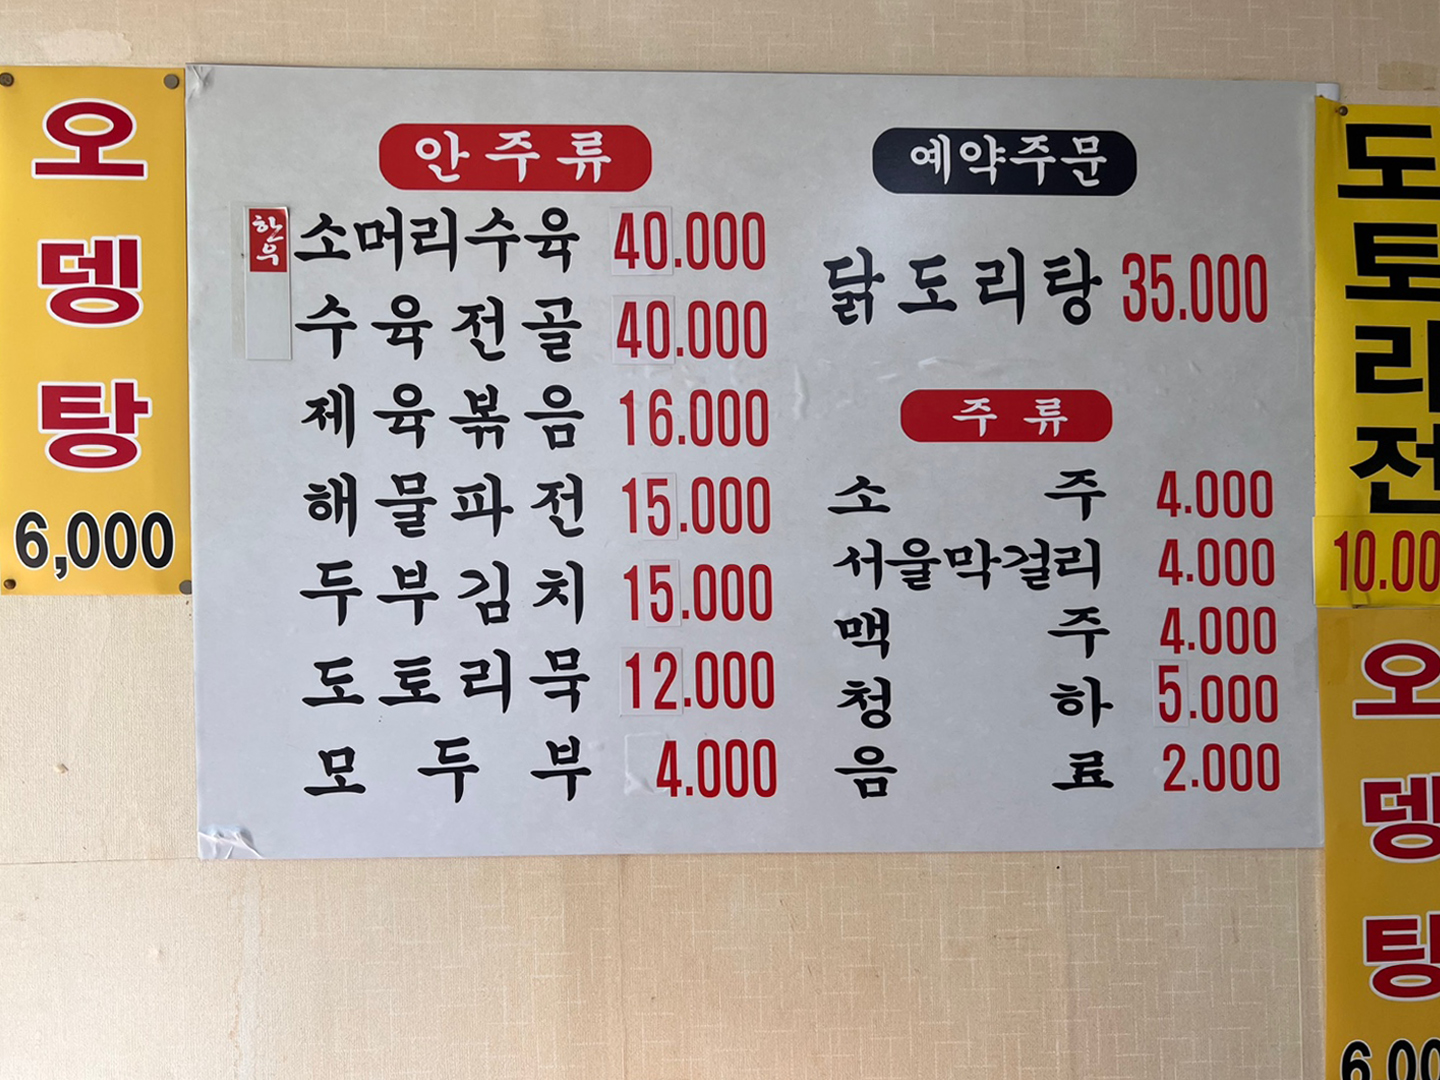 오뎅탕
6,000
안주류
한우 소머리수육 40.000
수육전골 40.000
제육볶음 16.000
해물파전 15.000
두부김치 15.000
도토리묵 12.000
모두부 4.000
예약주문
닭도리탕 35.000
주류
소주 4.000
서울막걸리 4.000
맥주 4.000
청하 5.000
음료 2.000
도토리전
10.00
오뎅탕
6.00